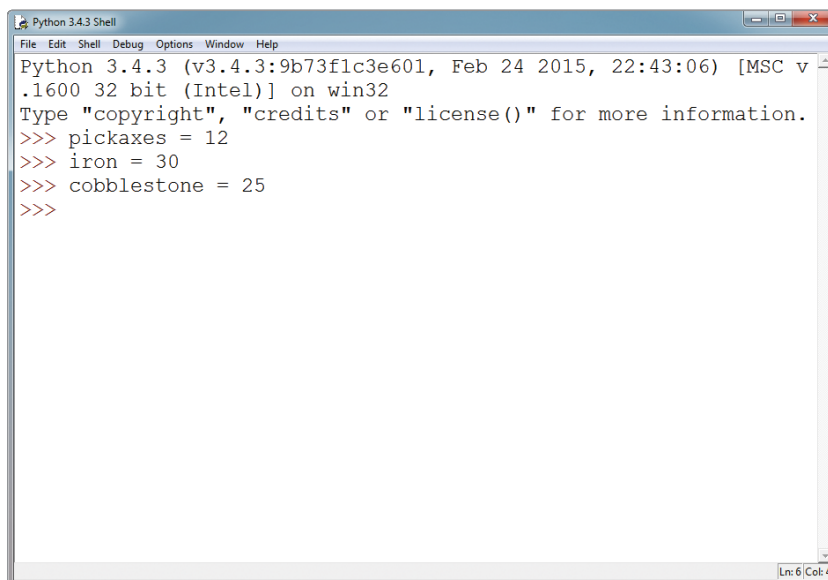 Python 3.4.3 Shell
File Edit Shell Debug Options Window Help
Python 3.4.3 (v3.4.3:9b73f1c3e601, Feb 24 2015, 22:43:06) [MSC v
.1600 32 bit (Intel)] on win32
Type "copyright", "credits" or "license()" for more information.
>>> pickaxes = 12
>>> iron = 30
>>> cobblestone = 25
>>>
Ln: 6 Col: 4